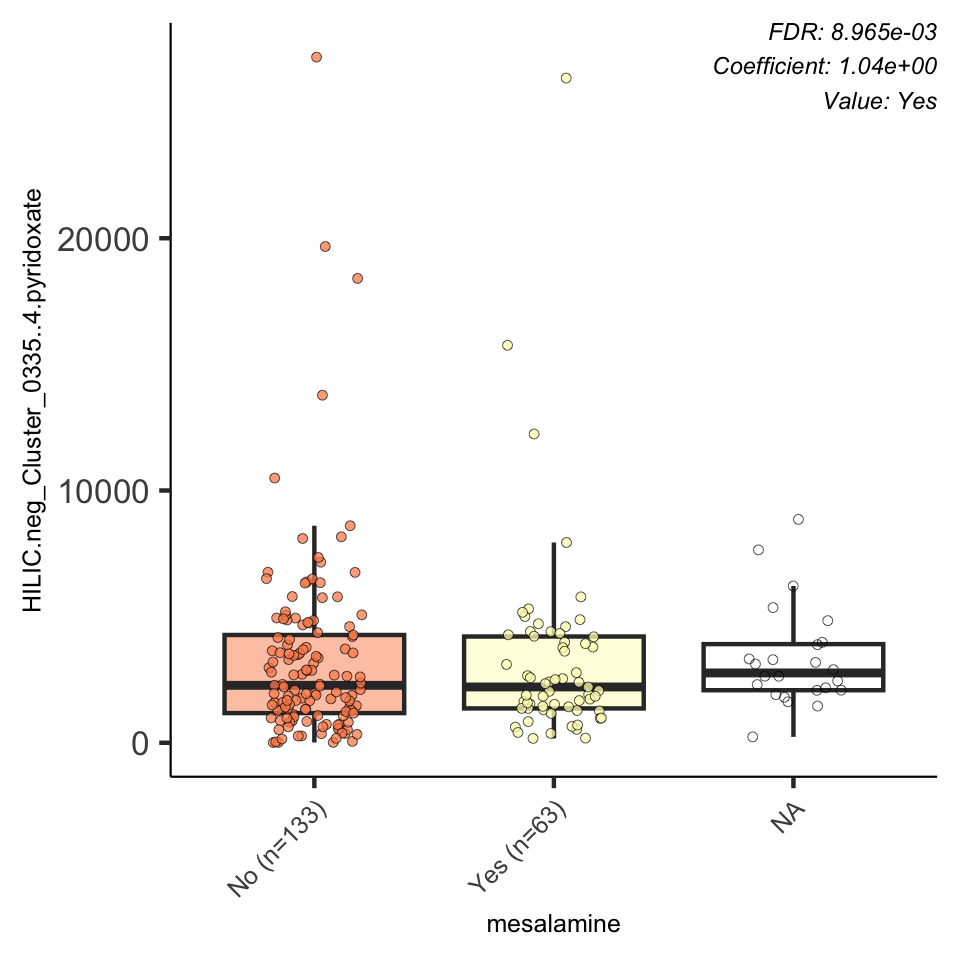 FDR: 8.965e-03
Coefficient: 1.04e+00
Value: Yes
HILIC.neg_Cluster_0335..4.pyridoxate
20000
10000
0
No (n=133)
Yes (n=63)
NA
mesalamine